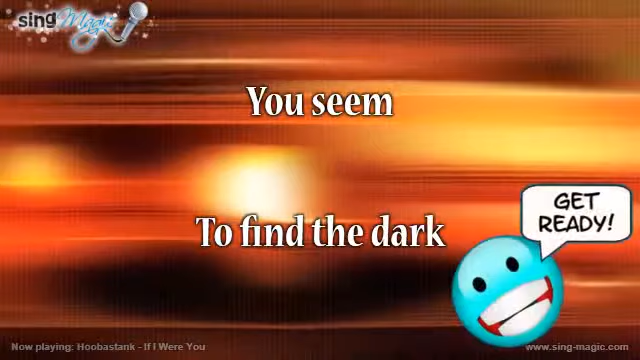 sing Magic
You seem
To find the dark
GET
READY!
Now playing: Hoobastank - If I Were You
www.sing-magic.com